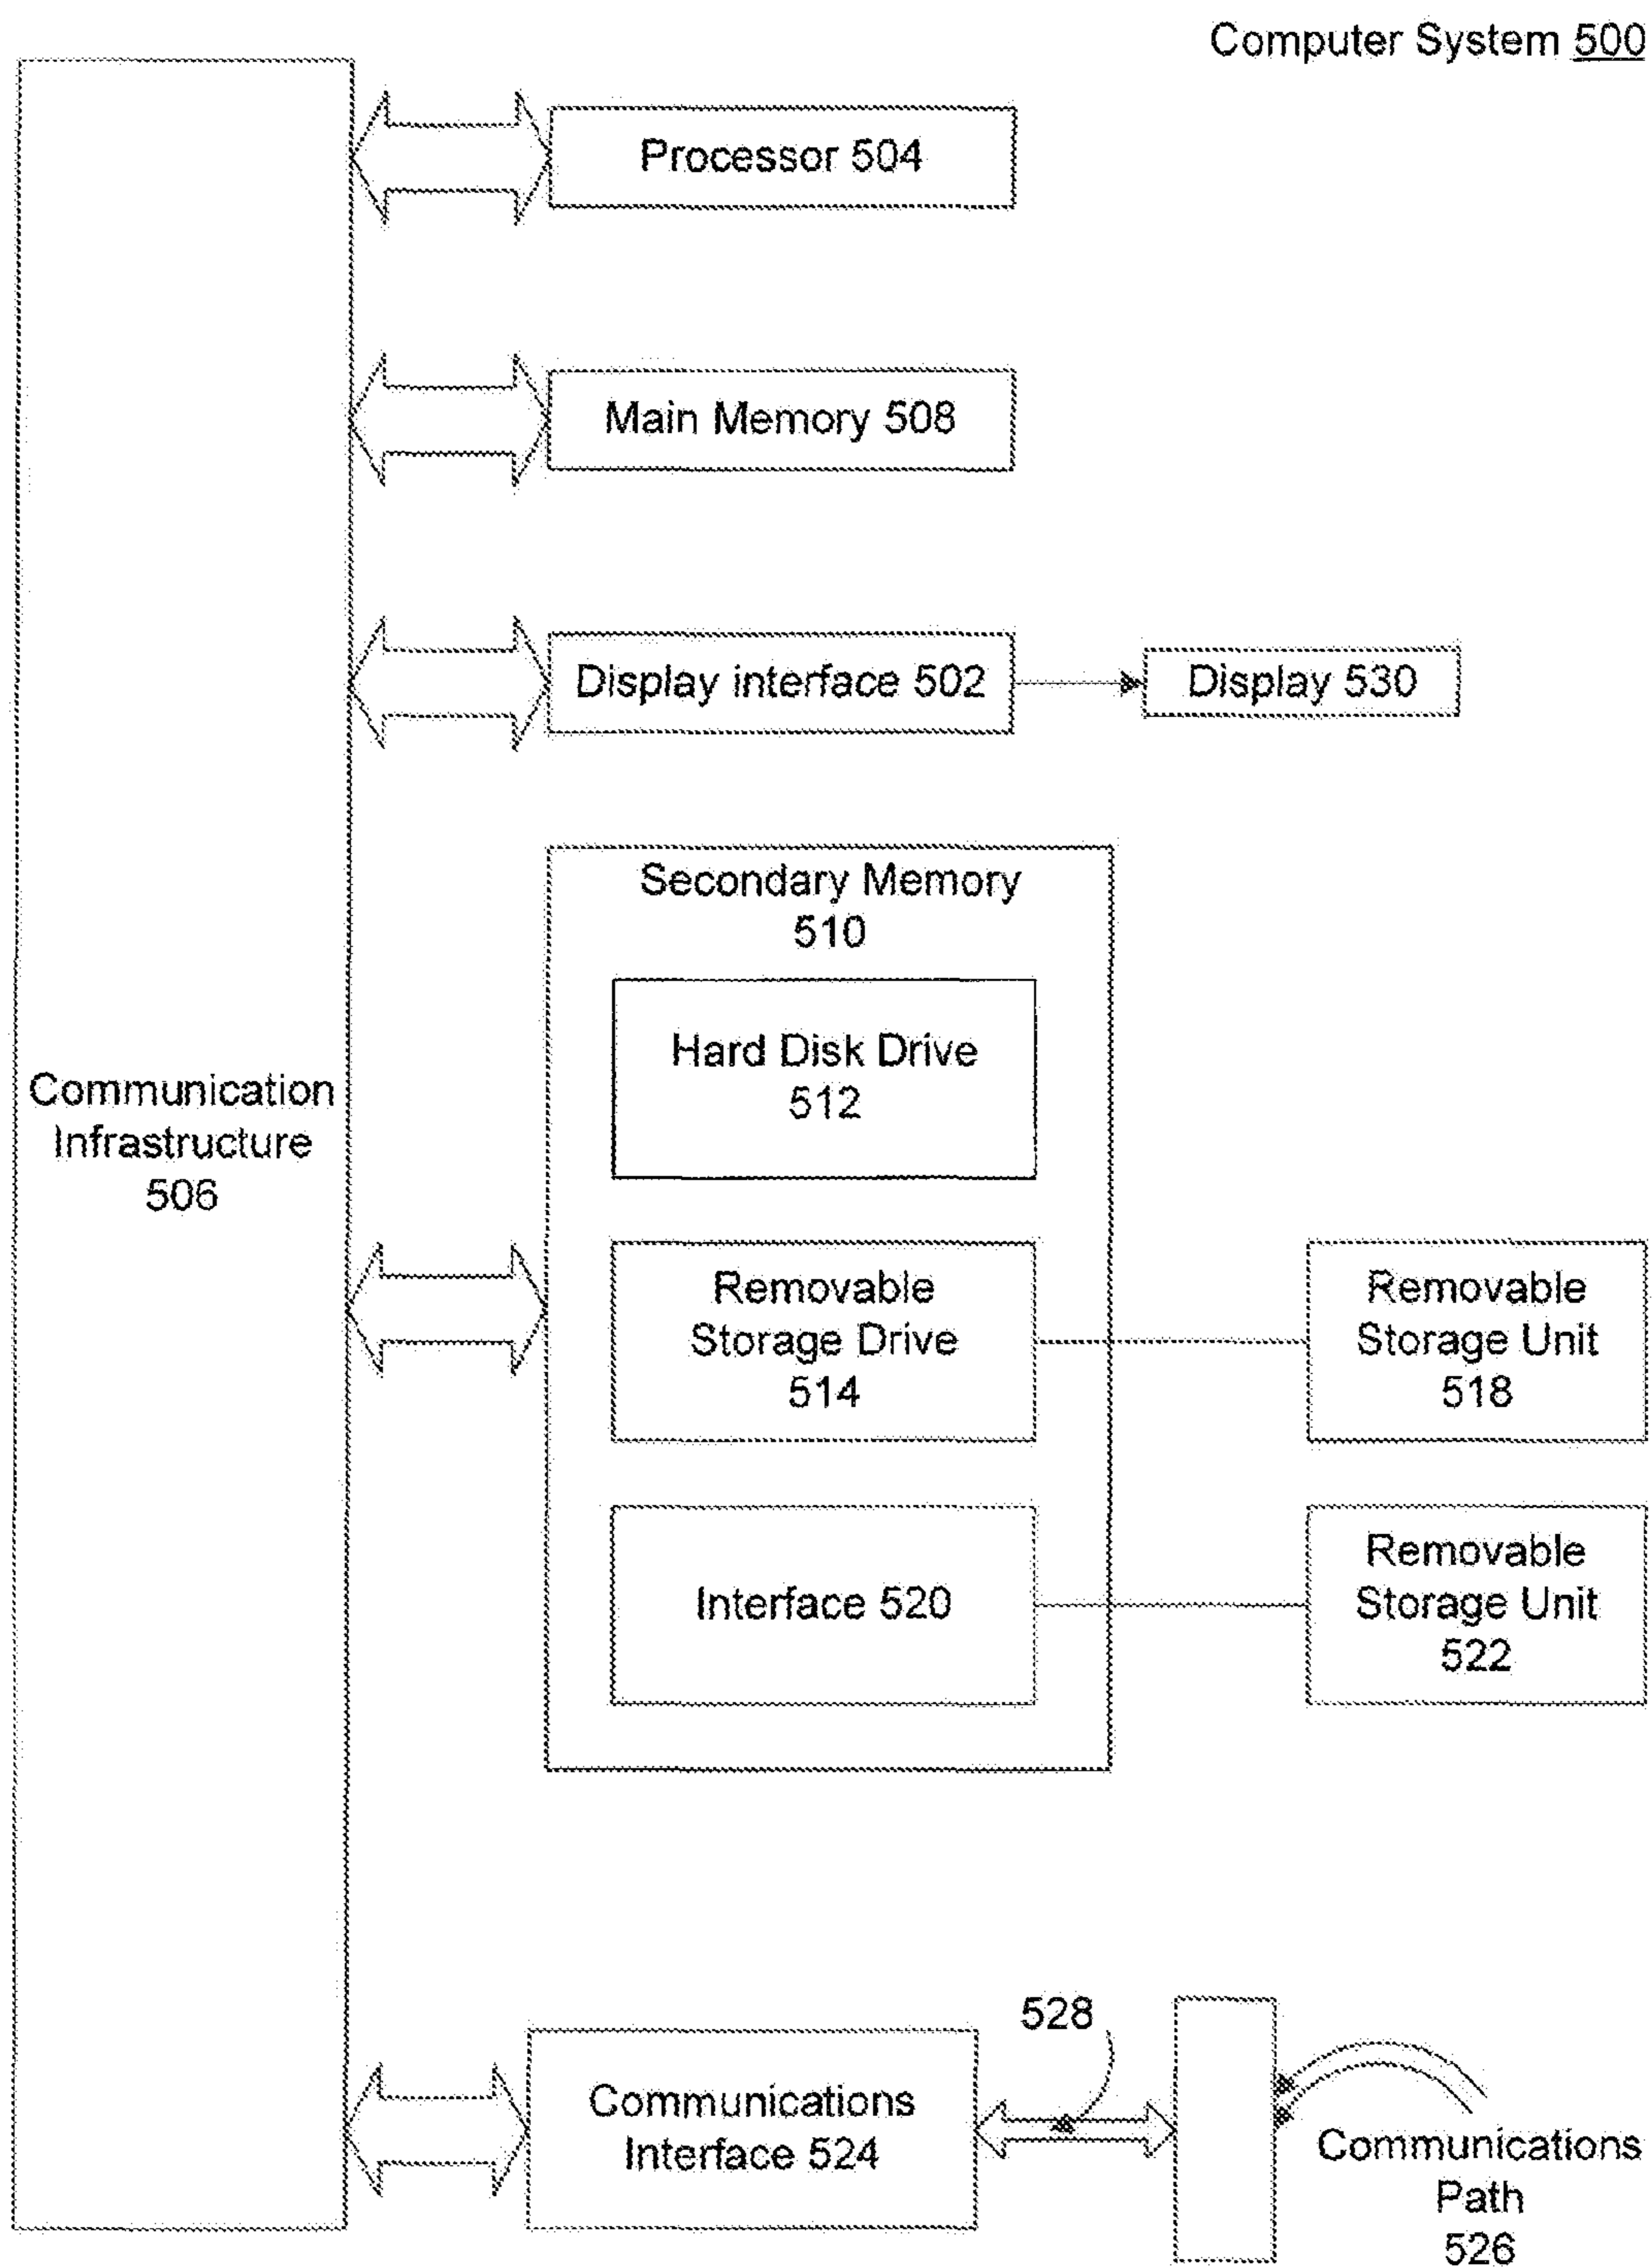 Computer System 500
Processor 504
Main Memory 508
Display interface 502
Display 530
Secondary Memory
510
Hard Disk Drive
512
Communication
Infrastructure
506
Removable
Storage Drive
514
Removable
Storage Unit
518
Interface 520
Removable
Storage Unit
522
528
Communications
Interface 524
Communications
Path
526